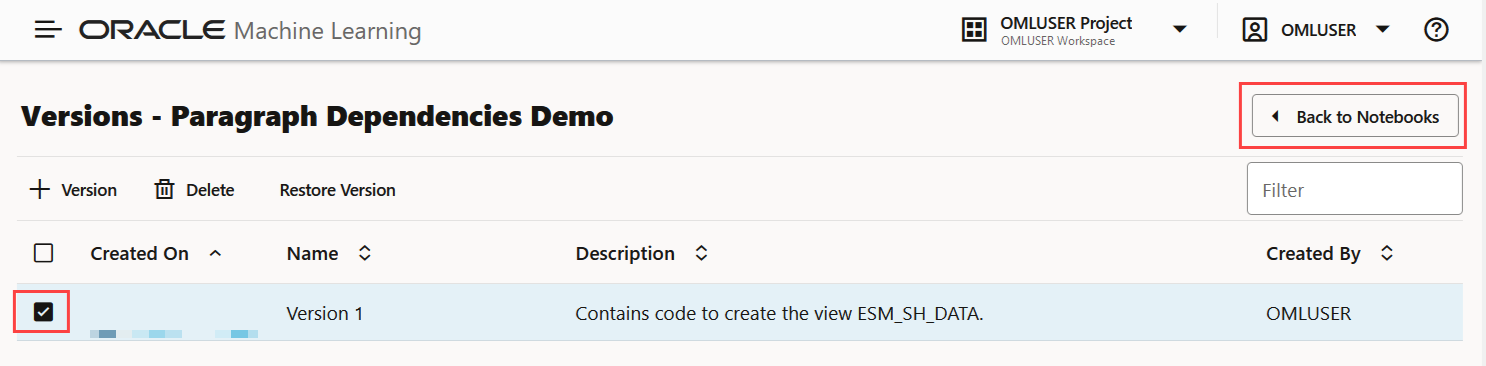 ORACLE Machine Learning
OMLUSER Project
OMLUSER Workspace
OMLUSER
Versions - Paragraph Dependencies Demo
Back to Notebooks
Version
Delete
Restore Version
Filter
Created On
Name
Description
Created By
Version 1
Contains code to create the view ESM_SH_DATA.
OMLUSER